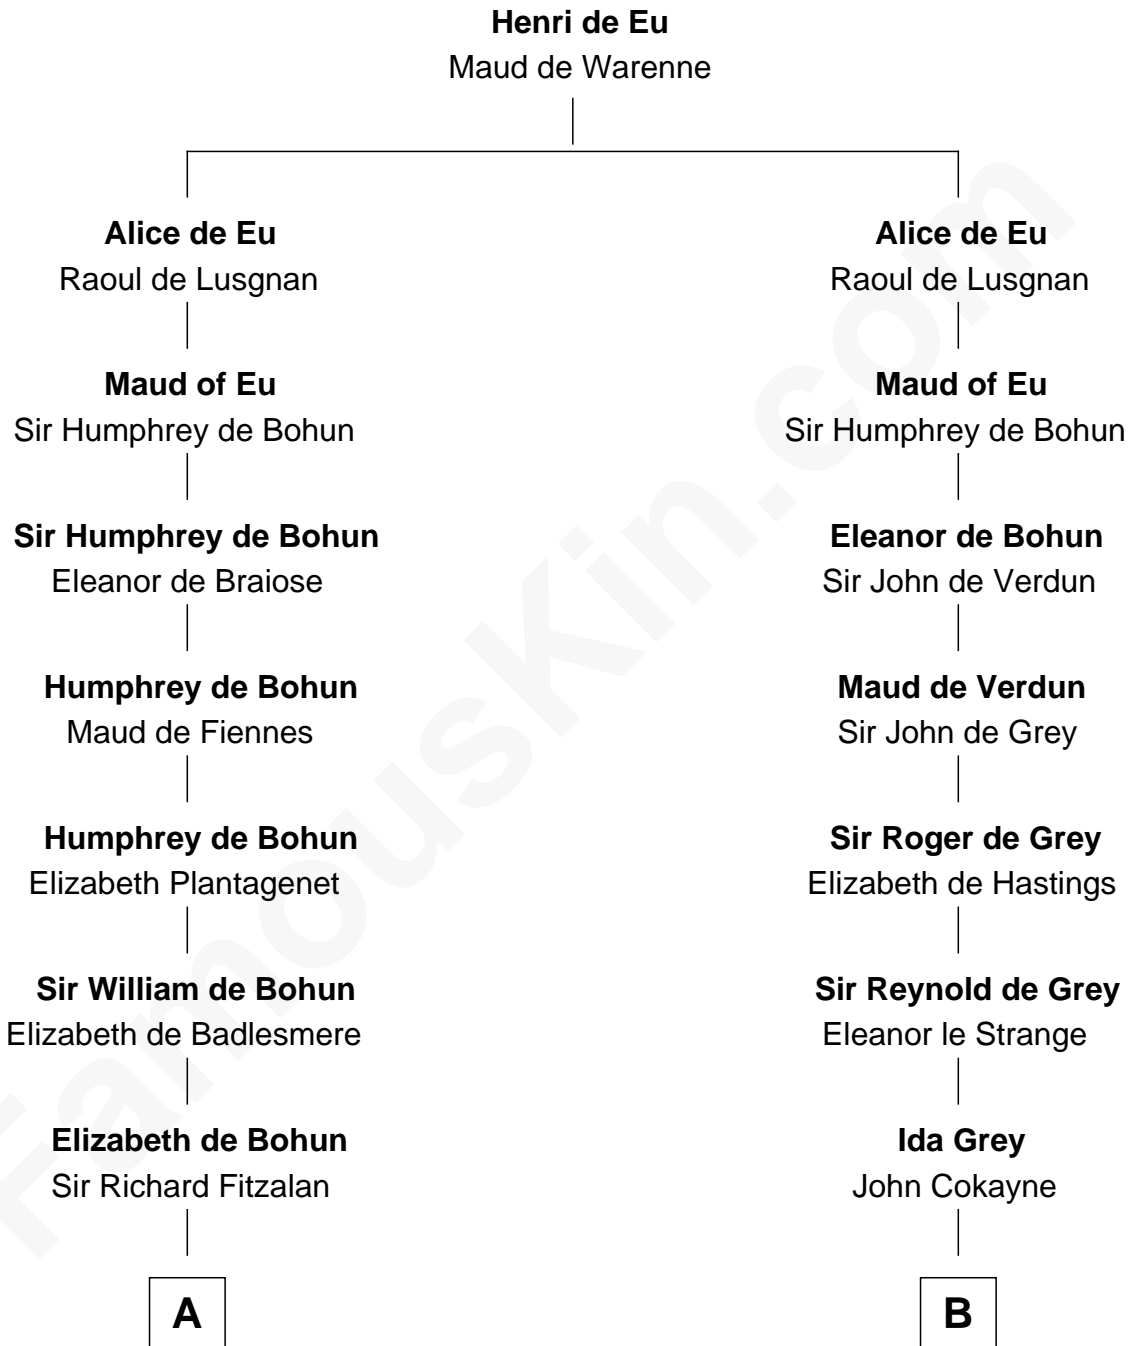 Henri de Eu
Maud de Warenne
Alice de Eu
Raoul de Lusgnan
Maud of Eu
Sir Humphrey de Bohun
Sir Humphrey de Bohun
Eleanor de Braiose
Humphrey de Bohun
Maud de Fiennes
Humphrey de Bohun
Elizabeth Plantagenet
Sir William de Bohun
Elizabeth de Badlesmere
Elizabeth de Bohun
Sir Richard Fitzalan
A
Alice de Eu
Raoul de Lusgnan
Maud of Eu
Sir Humphrey de Bohun
Eleanor de Bohun
Sir John de Verdun
Maud de Verdun
Sir John de Grey
Sir Roger de Grey
Elizabeth de Hastings
Sir Reynold de Grey
Eleanor le Strange
Ida Grey
John Cokayne
B
FamousKin.com